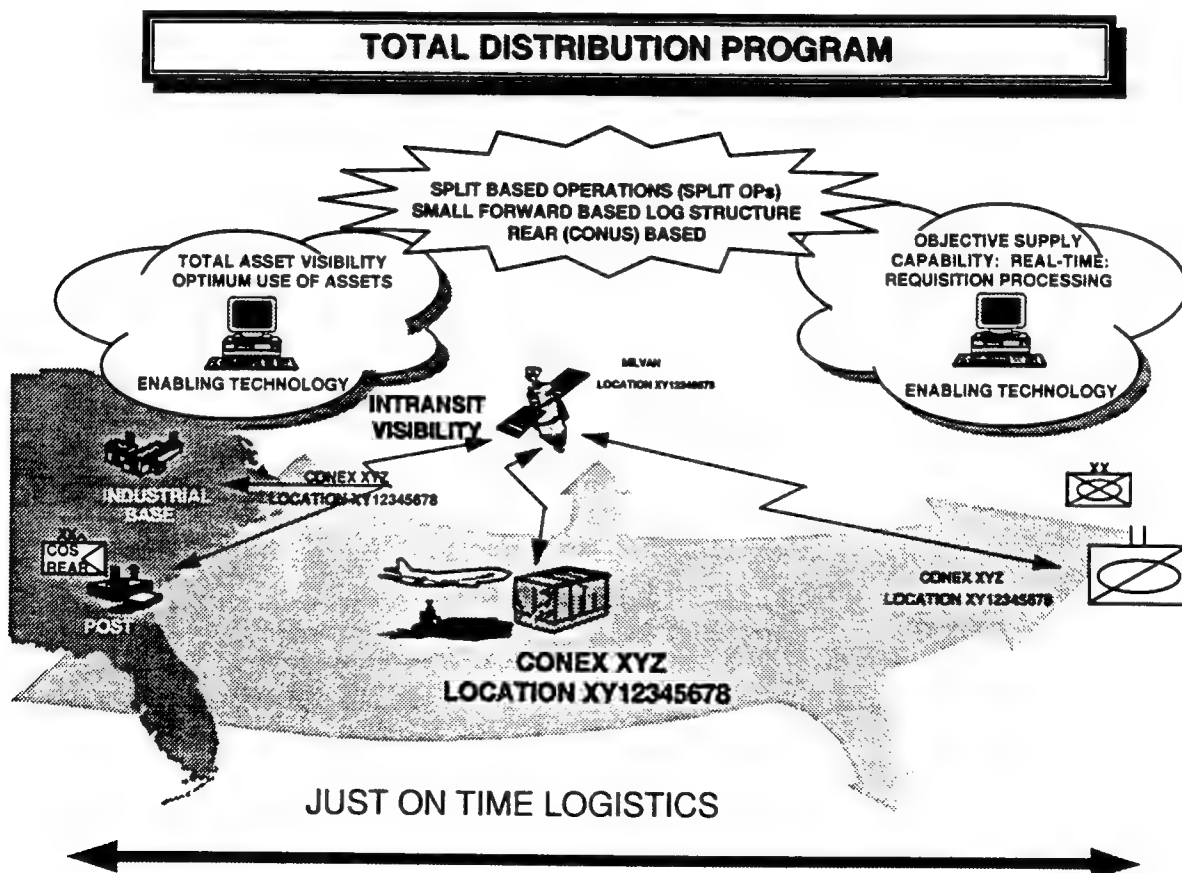 TOTAL DISTRIBUTION PROGRAM
SPLIT BASED OPERATIONS (SPLIT OPs)
SMALL FORWARD BASED LOG STRUCTURE
REAR (CONUS) BASED
TOTAL ASSET VISIBILITY
OPTIMUM USE OF ASSETS
ENABLING TECHNOLOGY
OBJECTIVE SUPPLY
CAPABILITY: REAL-TIME:
REQUISITION PROCESSING
ENABLING TECHNOLOGY
MILVAN
LOCATION XY12345678
INTRANSIT
VISIBILITY
INDUSTRIAL
BASE
CONEX XYZ
LOCATION XY12345678
XX
COS
REAR
POST
XX
CONEX XYZ
LOCATION XY12345678
CONEX XYZ
LOCATION XY12345678
JUST ON TIME LOGISTICS